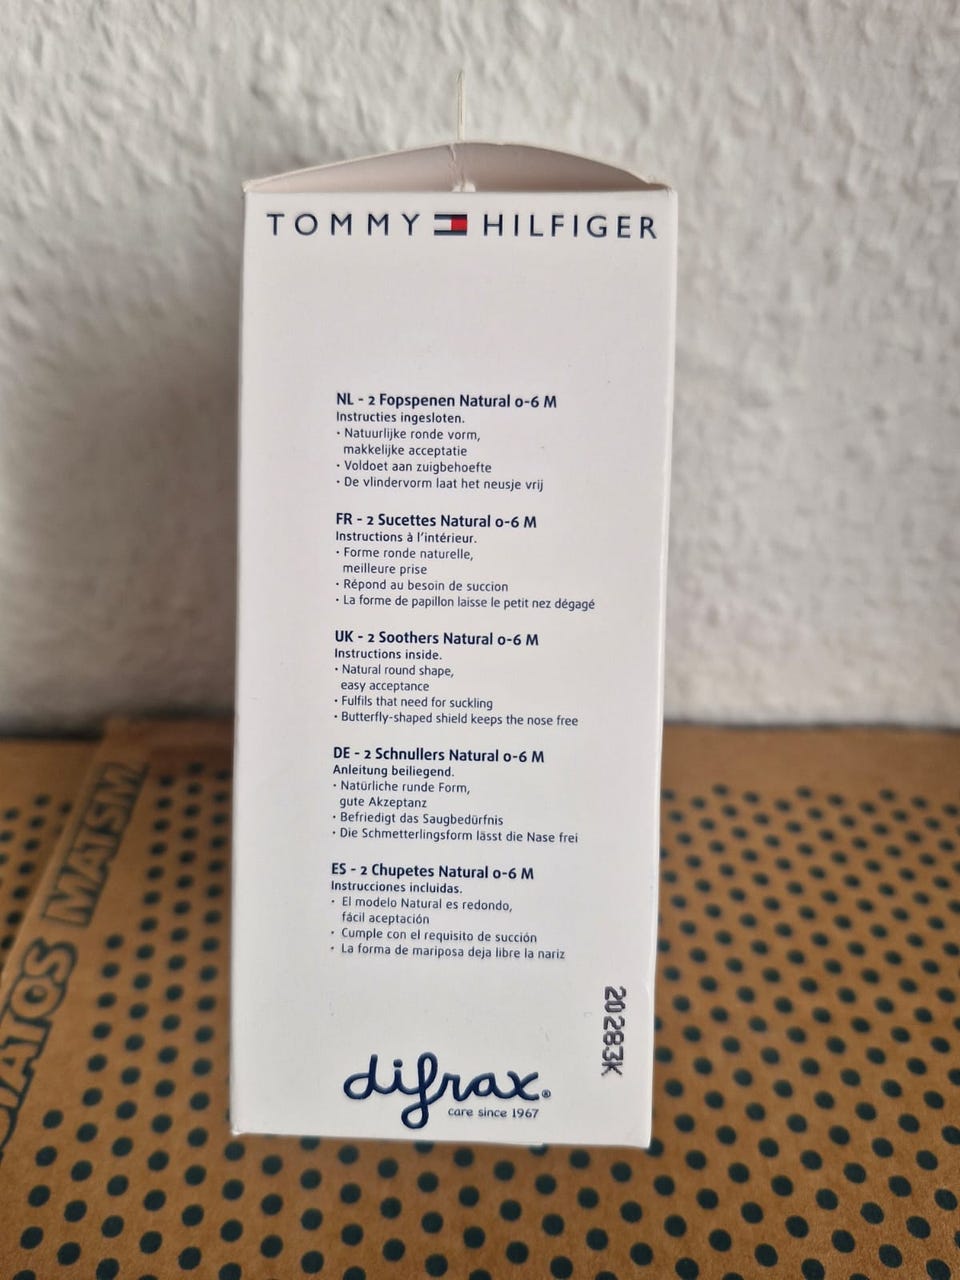 TOMMY HILFIGER
NL - 2 Fopspenen Natural 0-6 M
Instructies ingesloten.
· Natuurlijke ronde vorm,
makkelijke acceptatie
· Voldoet aan zuigbehoefte
· De vlindervorm laat het neusje vrij
FR - 2 Sucettes Natural 0-6 M
Instructions à l'intérieur.
· Forme ronde naturelle,
meilleure prise
· Répond au besoin de succion
· La forme de papillon laisse le petit nez dégagé
UK - 2 Soothers Natural 0-6 M
Instructions inside.
· Natural round shape,
easy acceptance
· Fulfils that need for suckling
· Butterfly-shaped shield keeps the nose free
DE - 2 Schnullers Natural 0-6 M
Anleitung beiliegend.
· Natürliche runde Form,
gute Akzeptanz
· Befriedigt das Saugbedürfnis
· Die Schmetterlingsform lässt die Nase frei
ES - 2 Chupetes Natural 0-6 M
Instrucciones incluidas.
· El modelo Natural es redondo,
fácil aceptación
· Cumple con el requisito de succión
· La forma de mariposa deja libre la nariz
20283K
difrax®
care since 1967
MATSM